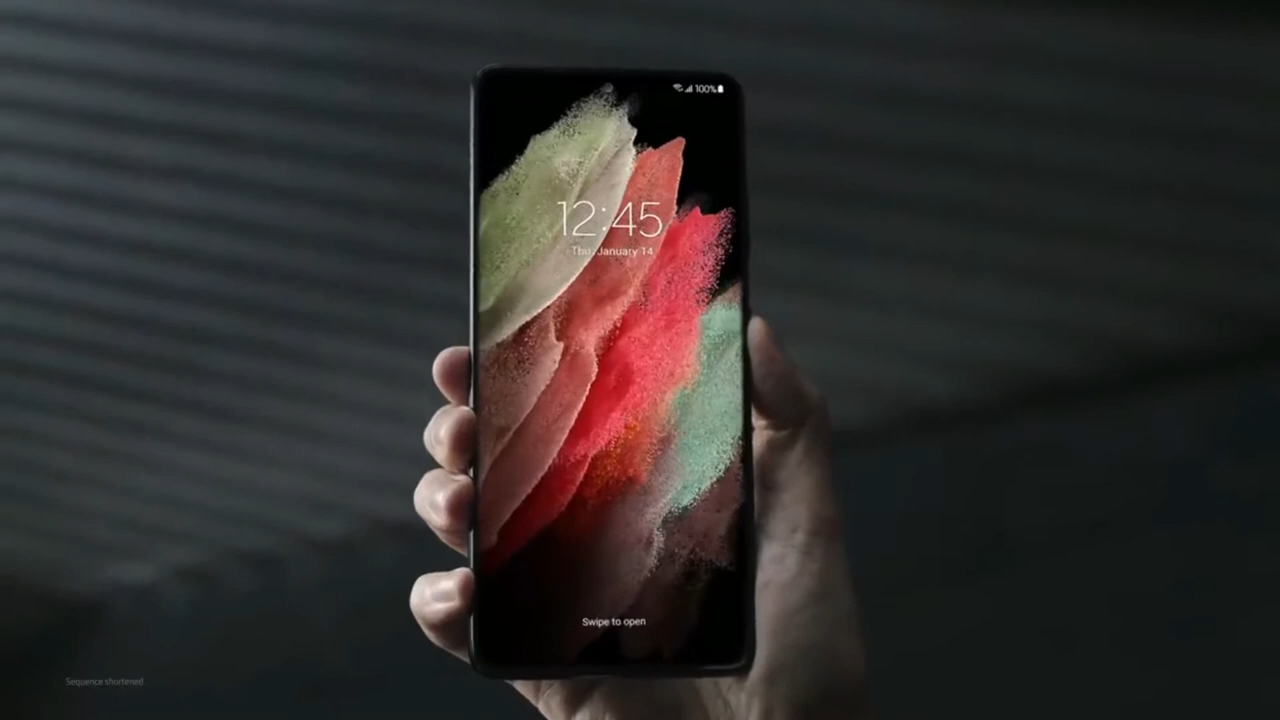 100%
12:45
Thu, January 14
Swipe to open
Sequence shortened